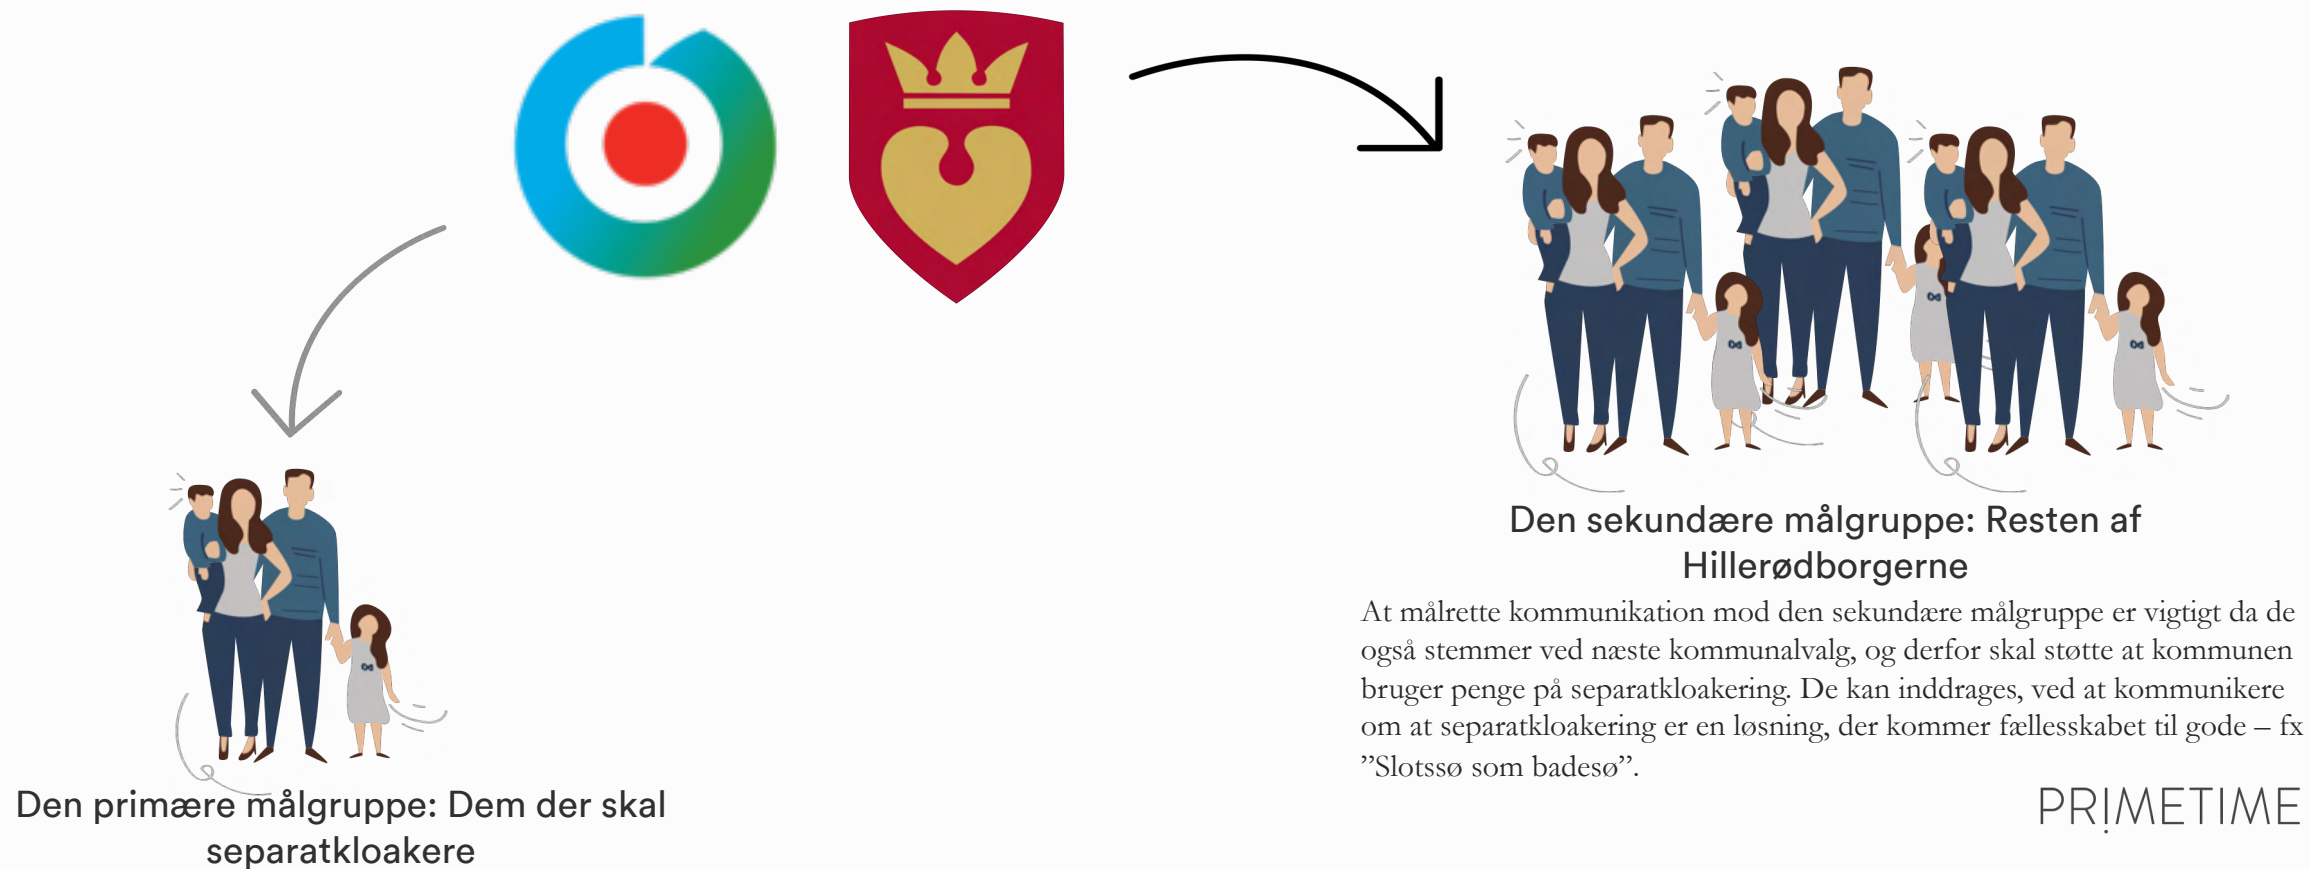 Den sekundære målgruppe: Resten af
Hillerødborgerne
At målrette kommunikation mod den sekundære målgruppe er vigtigt da de
også stemmer ved næste kommunalvalg, og derfor skal støtte at kommunen
bruger penge på separatkloakering. De kan inddrages, ved at kommunikere
om at separatkloakering er en løsning, der kommer fællesskabet til gode – fx
”Slotssø som badesø”.
Den primære målgruppe: Dem der skal
separatkloakere
PR!METIME